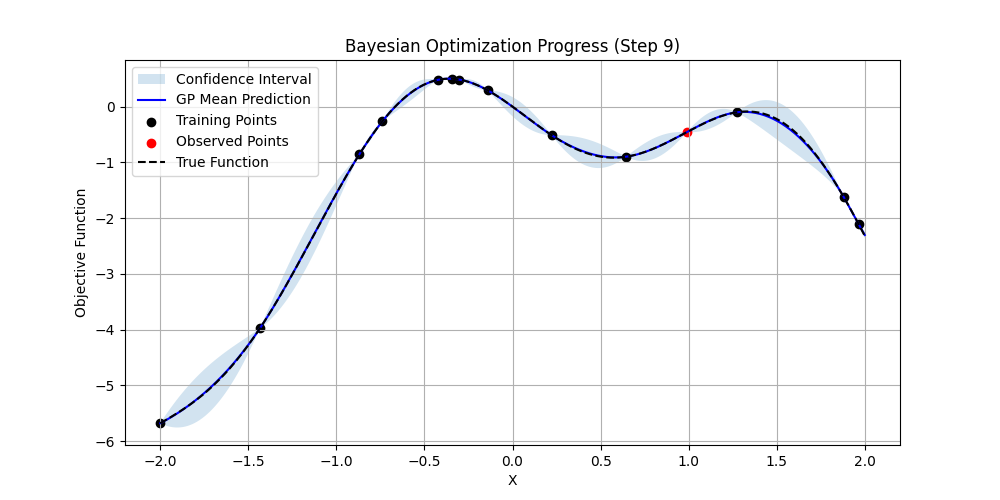 Bayesian Optimization Progress (Step 9)
Confidence Interval
GP Mean Prediction
Training Points
Observed Points
True Function
Objective Function
0
−1
−2
−3
−4
−5
−6
−2.0 −1.5 −1.0 −0.5 0.0 0.5 1.0 1.5 2.0
X